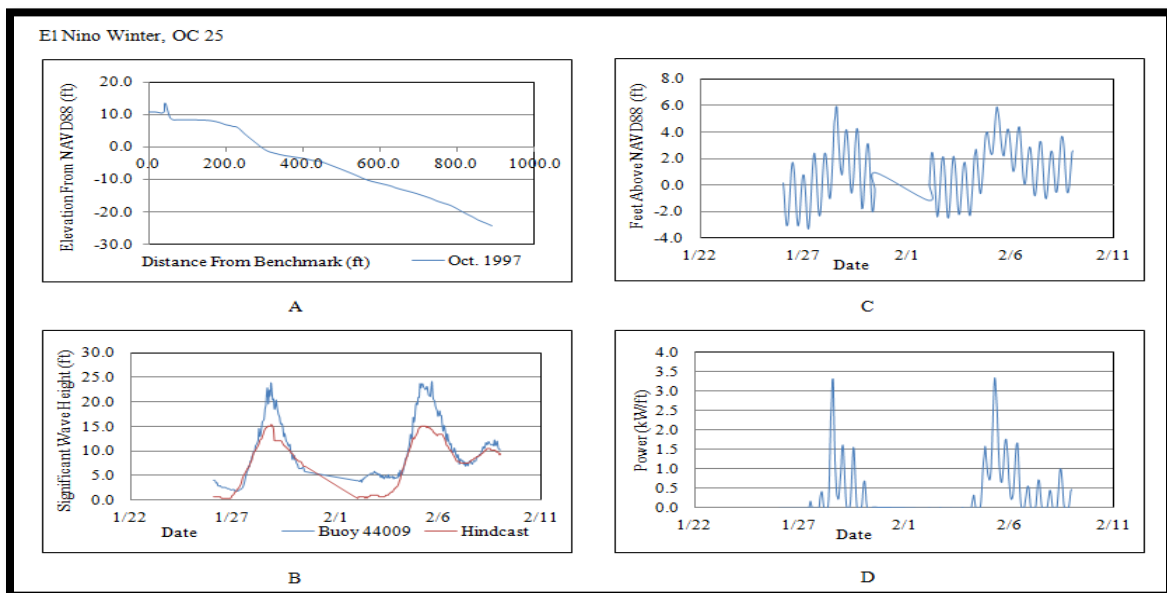 El Nino Winter, OC 25
Elevation From NAVD88 (ft)
20.0
10.0
0.0
-10.0
-20.0
-30.0
0.0 200.0 400.0 600.0 800.0 1000.0
Distance From Benchmark (ft)
Oct. 1997
A
Feet Above NAVD88 (ft)
8.0
6.0
4.0
2.0
0.0
-2.0
-4.0
1/22 1/27 2/1 2/6 2/11
Date
C
Significant Wave Height (ft)
30.0
25.0
20.0
15.0
10.0
5.0
0.0
1/22 1/27 2/1 2/6 2/11
Date
Buoy 44009 Hindcast
B
Power (kW/ft)
4.0
3.5
3.0
2.5
2.0
1.5
1.0
0.5
0.0
1/22 1/27 2/1 2/6 2/11
Date
D